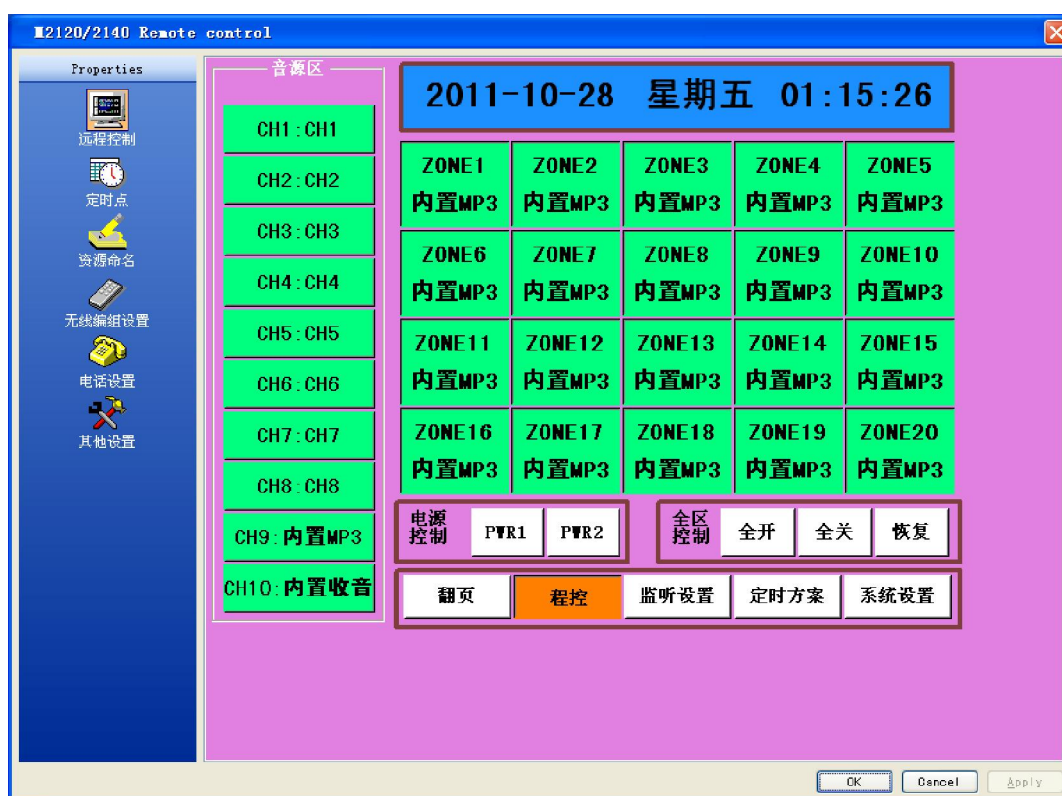 M2120/2140 Remote control
Properties
远程控制
定时点
资源命名
无线编组设置
电话设置
其他设置
音源区
CH1:CH1
CH2:CH2
CH3:CH3
CH4:CH4
CH5:CH5
CH6:CH6
CH7:CH7
CH8:CH8
CH9:内置MP3
CH10:内置收音
2011-10-28 星期五 01:15:26
ZONE1 ZONE2 ZONE3 ZONE4 ZONE5
内置MP3 内置MP3 内置MP3 内置MP3 内置MP3
ZONE6 ZONE7 ZONE8 ZONE9 ZONE10
内置MP3 内置MP3 内置MP3 内置MP3 内置MP3
ZONE11 ZONE12 ZONE13 ZONE14 ZONE15
内置MP3 内置MP3 内置MP3 内置MP3 内置MP3
ZONE16 ZONE17 ZONE18 ZONE19 ZONE20
内置MP3 内置MP3 内置MP3 内置MP3 内置MP3
电源
控制
PWR1 PWR2
全区
控制
全开 全关 恢复
翻页 程控 监听设置 定时方案 系统设置
OK Cancel Apply